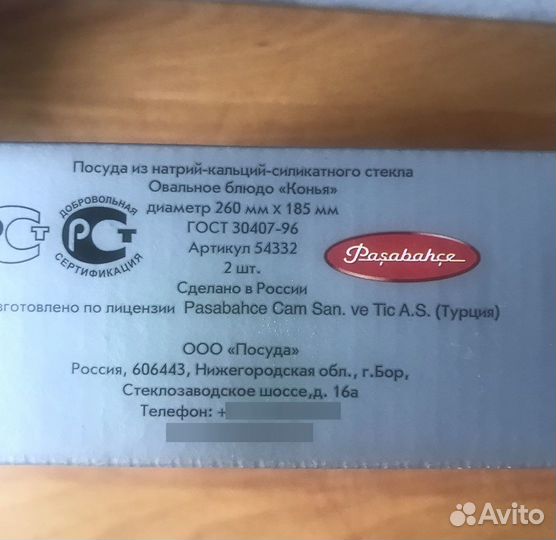 Посуда из натрий-кальций-силикатного стекла
Овальное блюдо «Конья»
диаметр 260 мм х 185 мм
ГОСТ 30407-96
Артикул 54332
2 шт.
Сделано в России
зготовлено по лицензии Pasabahce Cam San. ve Tic A.S. (Турция)
ДОБРОВОЛЬНАЯ
СЕРТИФИКАЦИЯ
Paşabahçe
ООО «Посуда»
Россия, 606443, Нижегородская обл., г.Бор,
Стеклозаводское шоссе,д. 16а
Телефон: +
Avito